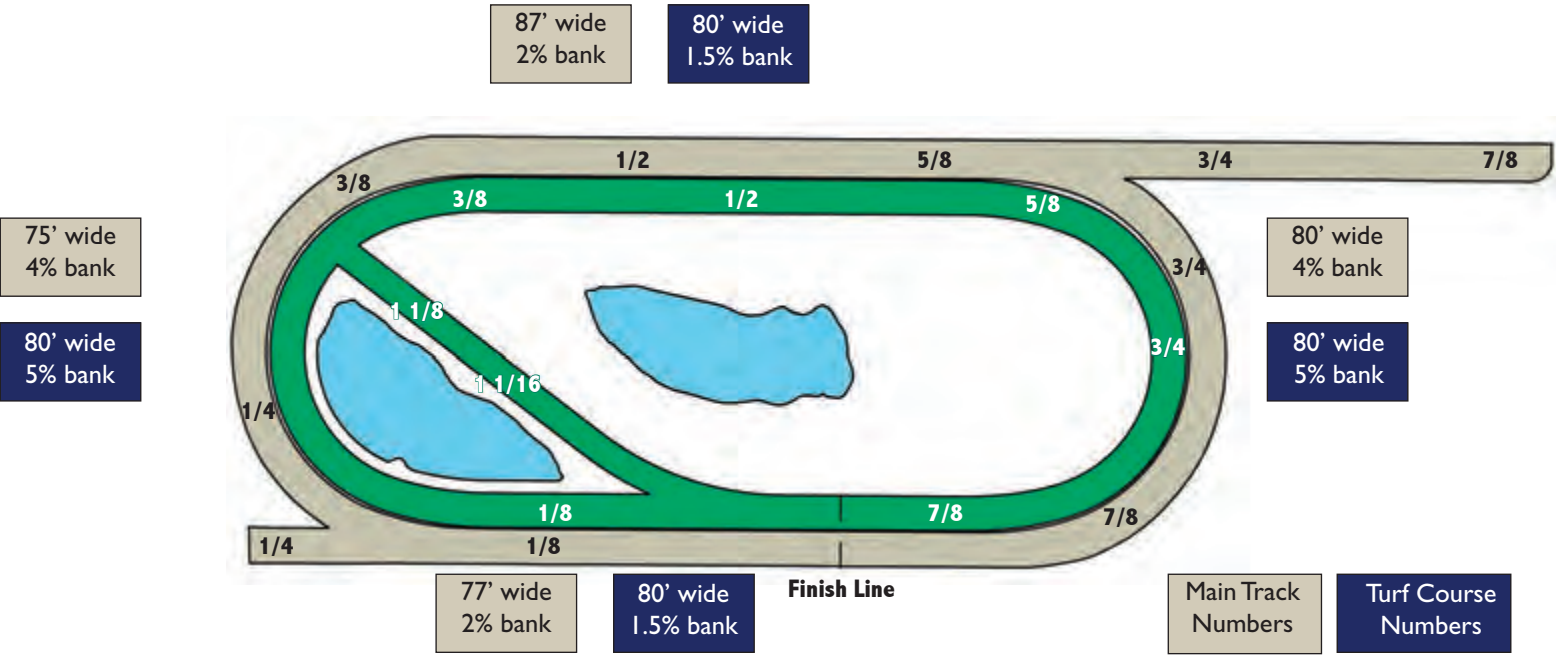 87’ wide
2% bank
80’ wide
1.5% bank
1/2
5/8
3/4
7/8
3/8
3/8
1/2
5/8
75’ wide
4% bank
80’ wide
4% bank
3/4
1 1/8
80’ wide
5% bank
3/4
80’ wide
5% bank
1 1/16
1/4
1/8
7/8
7/8
1/4
1/8
77’ wide
2% bank
80’ wide
1.5% bank
Finish Line
Main Track
Numbers
Turf Course
Numbers